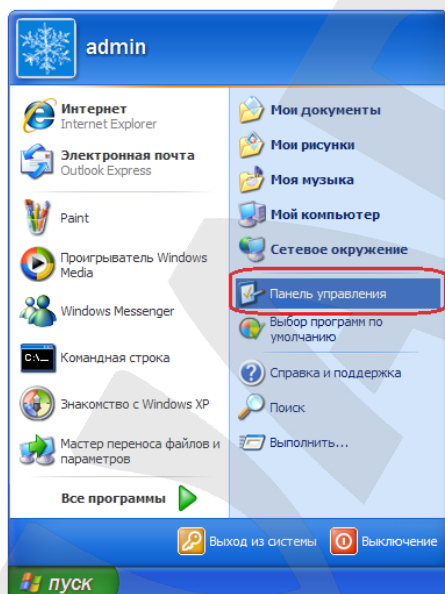 admin
Интернет
Internet Explorer
Электронная почта
Outlook Express
Paint
Проигрыватель Windows
Media
Windows Messenger
C:\_
Командная строка
Знакомство с Windows XP
Мастер переноса файлов и
параметров
Все программы
Мои документы
Мои рисунки
Моя музыка
Мой компьютер
Сетевое окружение
Панель управления
Выбор программ по
умолчанию
Справка и поддержка
Поиск
Выполнить...
Выход из системы
Выключение
пуск